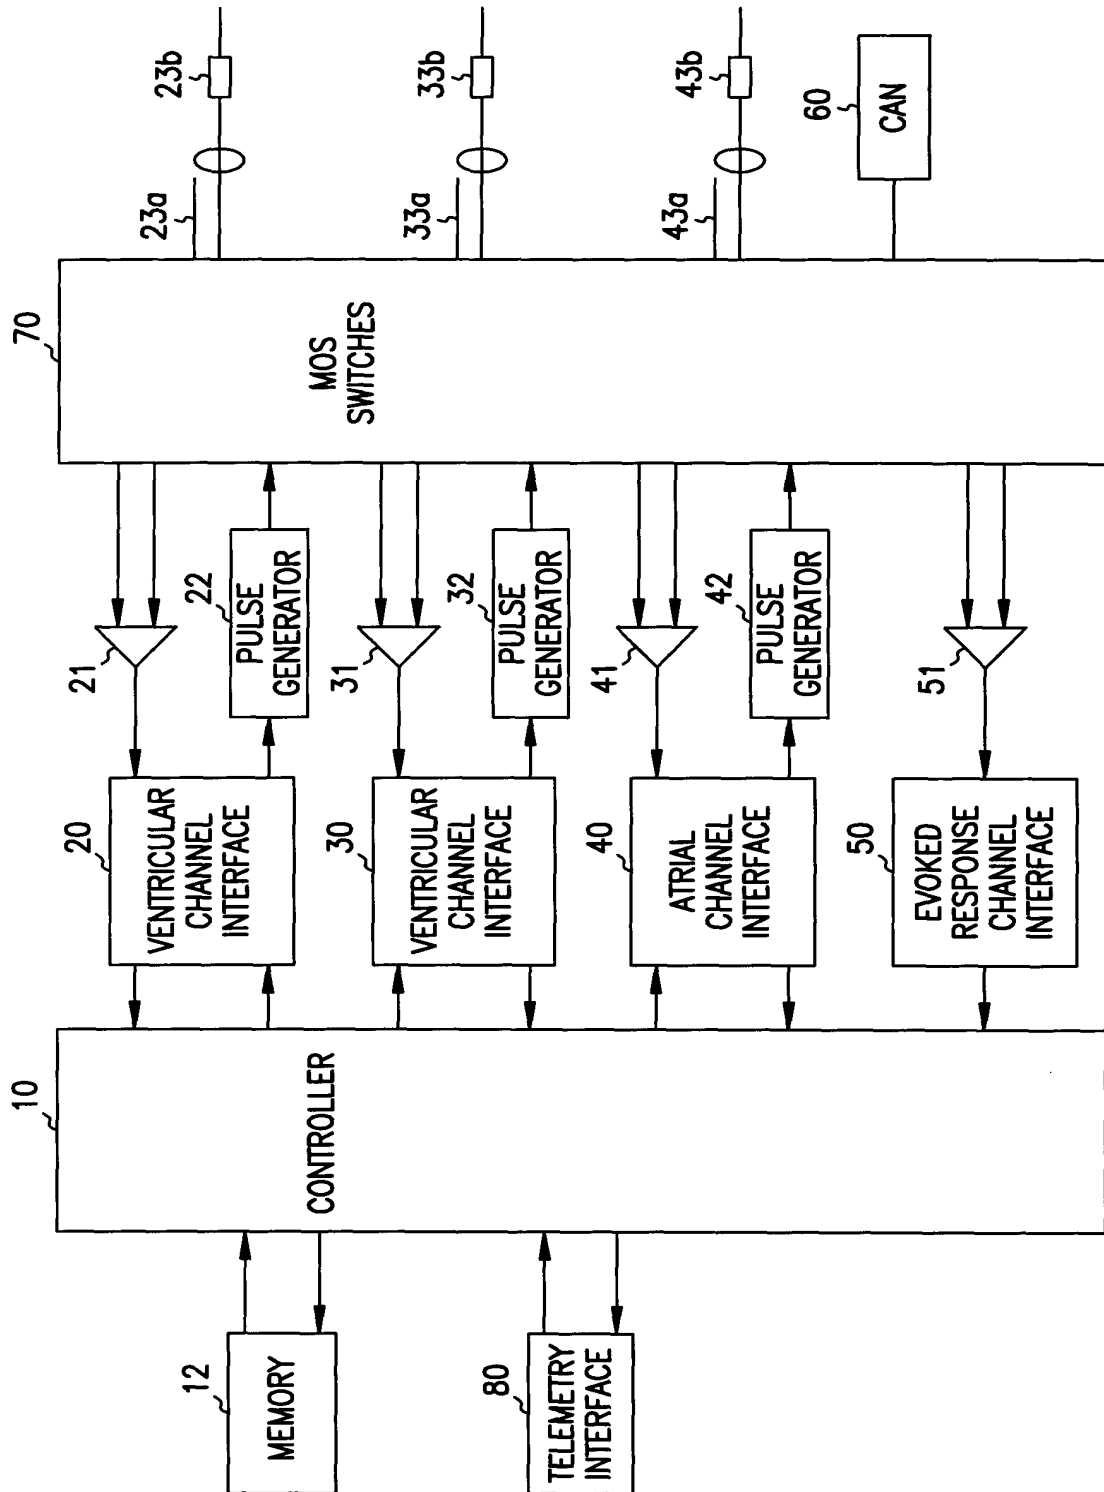 10
CONTROLLER
12
MEMORY
80
TELEMETRY
INTERFACE
20
VENTRICULAR
CHANNEL
INTERFACE
21
22
PULSE
GENERATOR
30
VENTRICULAR
CHANNEL
INTERFACE
31
32
PULSE
GENERATOR
40
ATRIAL
CHANNEL
INTERFACE
41
42
PULSE
GENERATOR
50
EVOKED
RESPONSE
CHANNEL
INTERFACE
51
70
MOS
SWITCHES
23a
23b
33a
33b
43a
43b
60
CAN